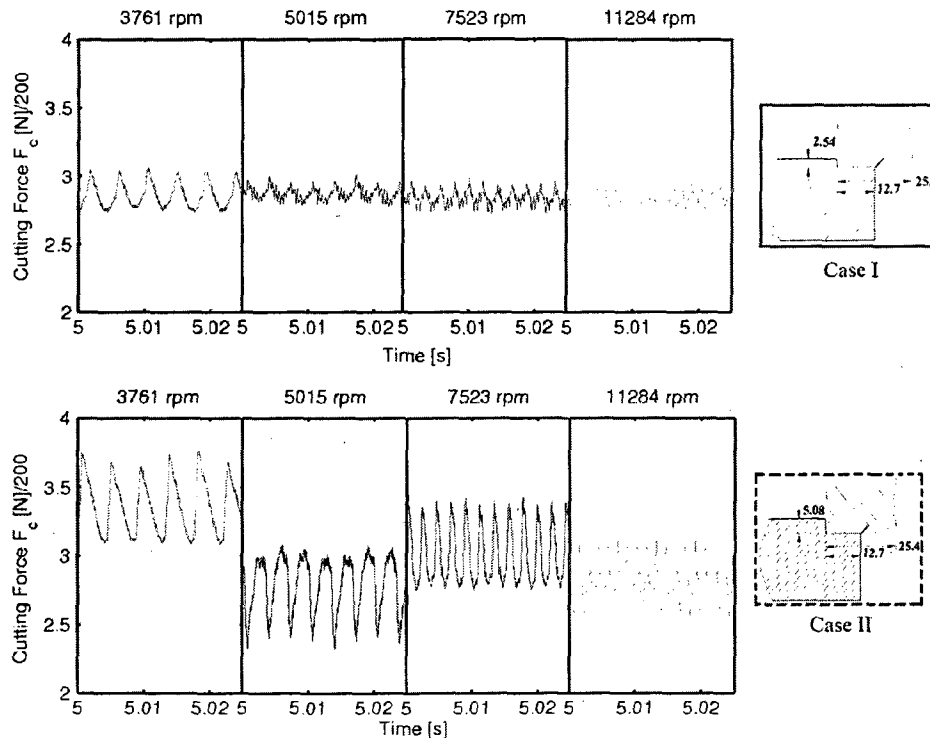 3761 rpm 5015 rpm 7523 rpm 11284 rpm
4
3.5
3
2.5
2
Cutting Force F_c [N]/200
5 5.01 5.02 5 5.01 5.02 5 5.01 5.02 5 5.01 5.02
Time [s]
2.54
12.7
25.
Case I
3761 rpm 5015 rpm 7523 rpm 11284 rpm
4
3.5
3
2.5
2
Cutting Force F_c [N]/200
5 5.01 5.02 5 5.01 5.02 5 5.01 5.02 5 5.01 5.02
Time [s]
5.08
12.7
25.4
Case II